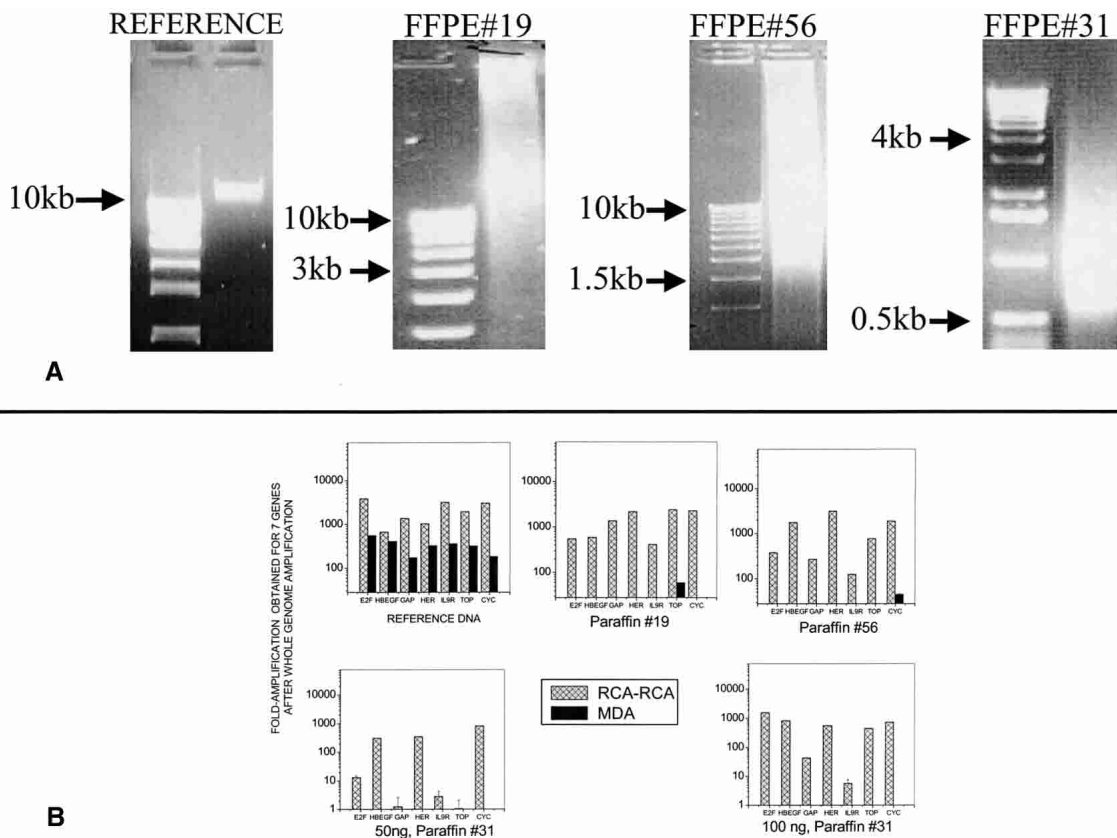 REFERENCE FFPE#19 FFPE#56 FFPE#31
10kb
10kb
3kb
10kb
1.5kb
4kb
0.5kb
A
FOLD-AMPLIFICATION OBTAINED FOR 7 GENES
AFTER WHOLE GENOME AMPLIFICATION
10000
1000
100
E2F HBEGF GAP HER IL9R TOP CYC
REFERENCE DNA
10000
1000
100
E2F HBEGF GAP HER IL9R TOP CYC
Paraffin #19
10000
1000
100
E2F HBEGF GAP HER IL9R TOP CYC
Paraffin #56
10000
1000
100
10
1
E2F HBEGF GAP HER IL9R TOP CYC
50ng, Paraffin #31
RCA-RCA
MDA
10000
1000
100
10
1
E2F HBEGF GAP HER IL9R TOP CYC
100 ng, Paraffin #31
B